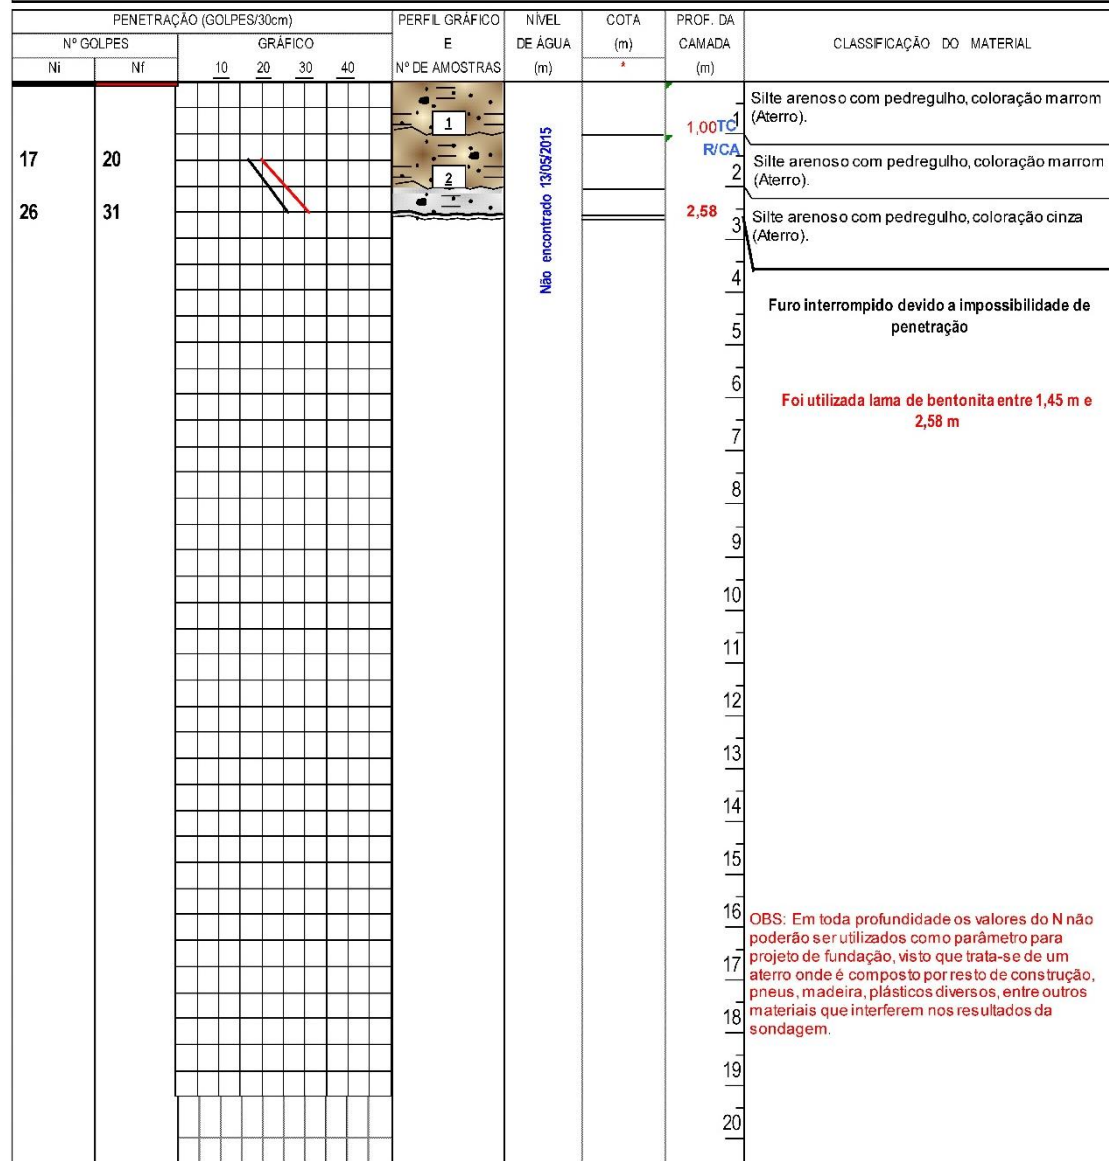 PENETRAÇÃO (GOLPES/30cm)
PERFIL GRÁFICO
NÍVEL
COTA
PROF. DA
Nº GOLPES
GRÁFICO
E
DE ÁGUA
(m)
CAMADA
CLASSIFICAÇÃO DO MATERIAL
Ni
Nf
10 20 30 40
Nº DE AMOSTRAS
(m)
*
(m)
1
1
Silte arenoso com pedregulho, coloração marrom
(Aterro).
1,00TC
R/CA
17
20
2
2
Silte arenoso com pedregulho, coloração marrom
(Aterro).
26
31
2,58
3
Silte arenoso com pedregulho, coloração cinza
(Aterro).
Não encontrado 13/05/2015
4
Furo interrompido devido a impossibilidade de
penetração
5
6
Foi utilizada lama de bentonita entre 1,45 m e
2,58 m
7
8
9
10
11
12
13
14
15
16
OBS: Em toda profundidade os valores do N não
poderão ser utilizados como parâmetro para
projeto de fundação, visto que trata-se de um
17
aterro onde é composto por resto de construção,
pneus, madeira, plásticos diversos, entre outros
materiais que interferem nos resultados da
18
sondagem.
19
20